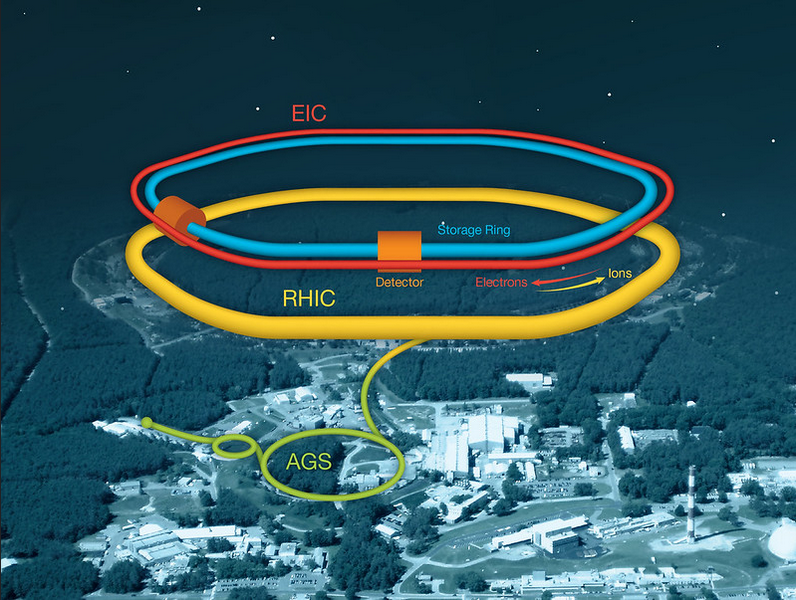 EIC
Storage Ring
Detector
Electrons
Ions
RHIC
AGS